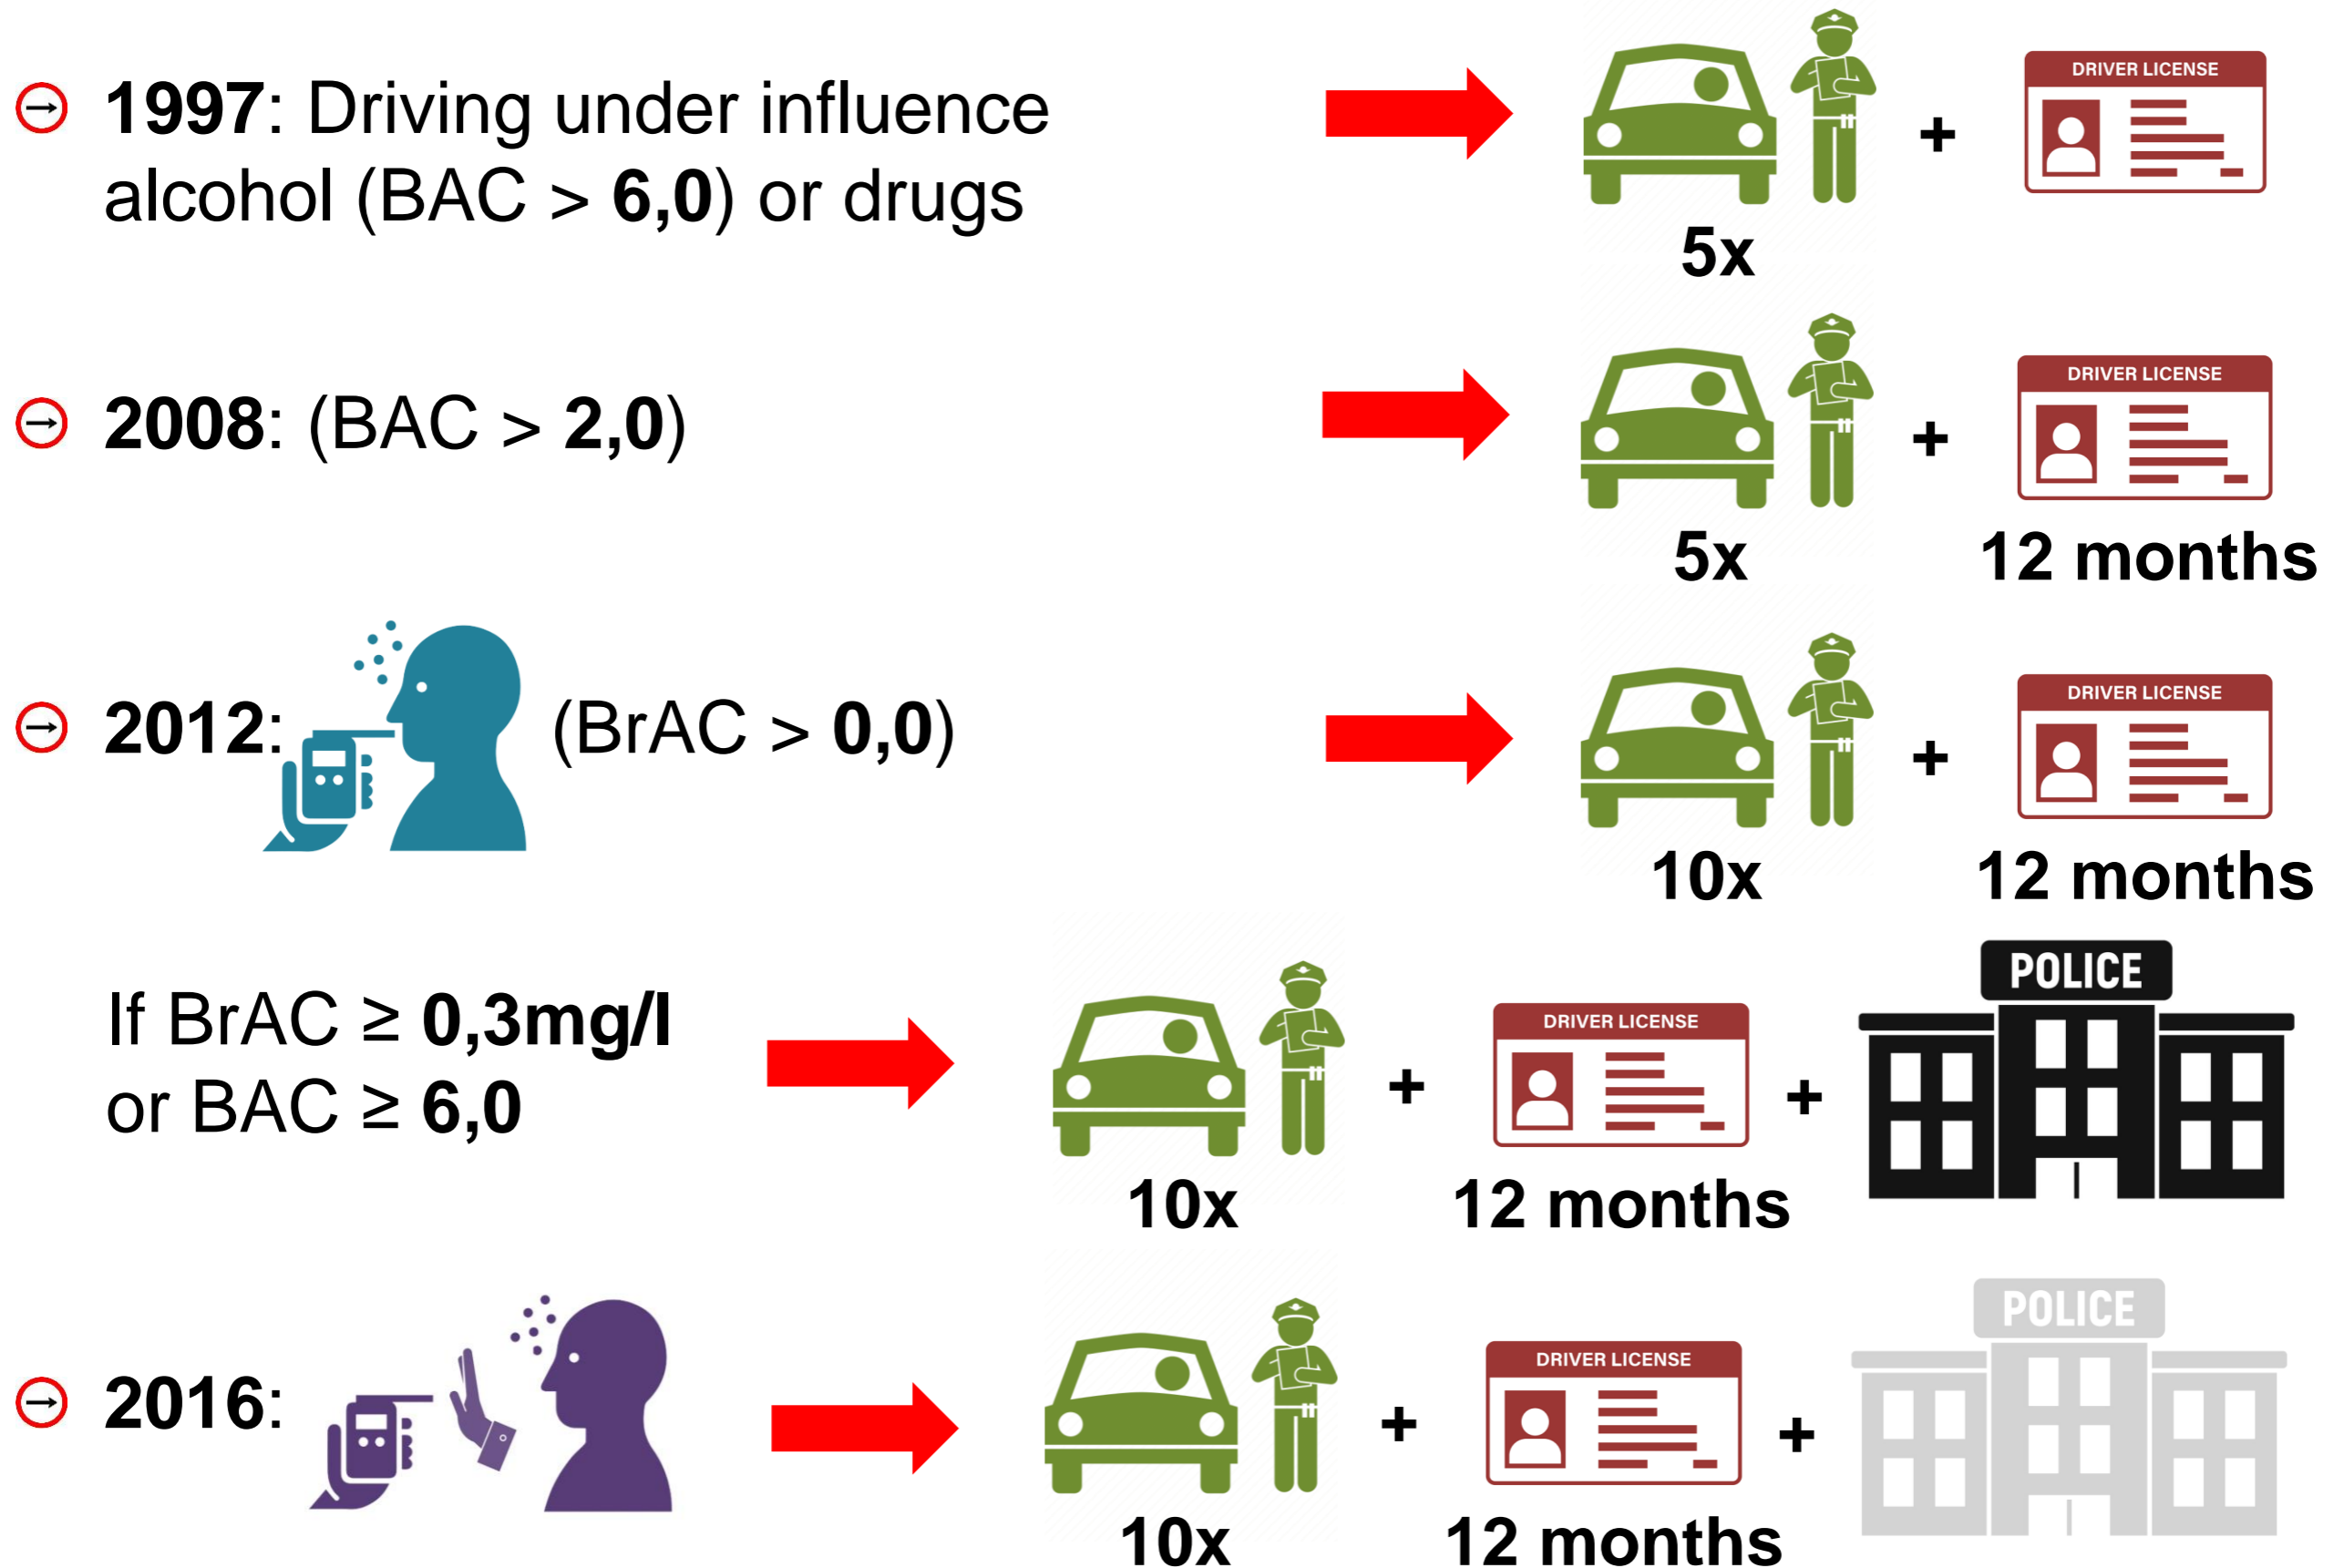 1997: Driving under influence
alcohol (BAC > 6,0) or drugs
DRIVER LICENSE
+
5x
2008: (BAC > 2,0)
DRIVER LICENSE
+
5x
12 months
2012:
(BrAC > 0,0)
DRIVER LICENSE
+
10x
12 months
If BrAC ≥ 0,3mg/l
or BAC ≥ 6,0
+
DRIVER LICENSE
+
POLICE
10x
12 months
2016:
+
DRIVER LICENSE
+
POLICE
10x
12 months